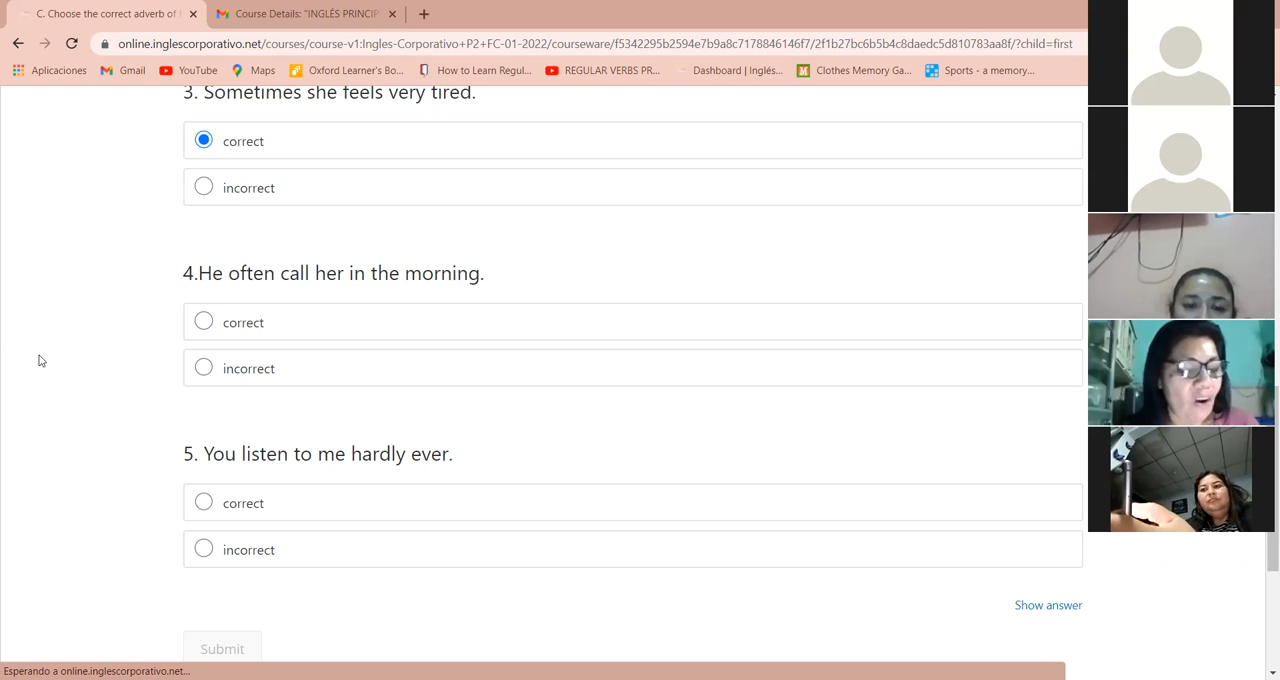 C. Choose the correct adverb of
Course Details: "INGLÉS PRINCIP
online.inglescorporativo.net/courses/course-v1:Ingles-Corporativo+P2+FC-01-2022/courseware/f5342295b2594e7b9a8c7178846146f7/2f1b27bc6b5b4c8daedc5d810783aa8f/?child=first
Aplicaciones Gmail YouTube Maps Oxford Learner's Bo... How to Learn Regul... REGULAR VERBS PR... Dashboard | Inglés... Clothes Memory Ga... Sports - a memory...
3. Sometimes she feels very tired.
correct
incorrect
4.He often call her in the morning.
correct
incorrect
5. You listen to me hardly ever.
correct
incorrect
Show answer
Submit
Esperando a online.inglescorporativo.net...